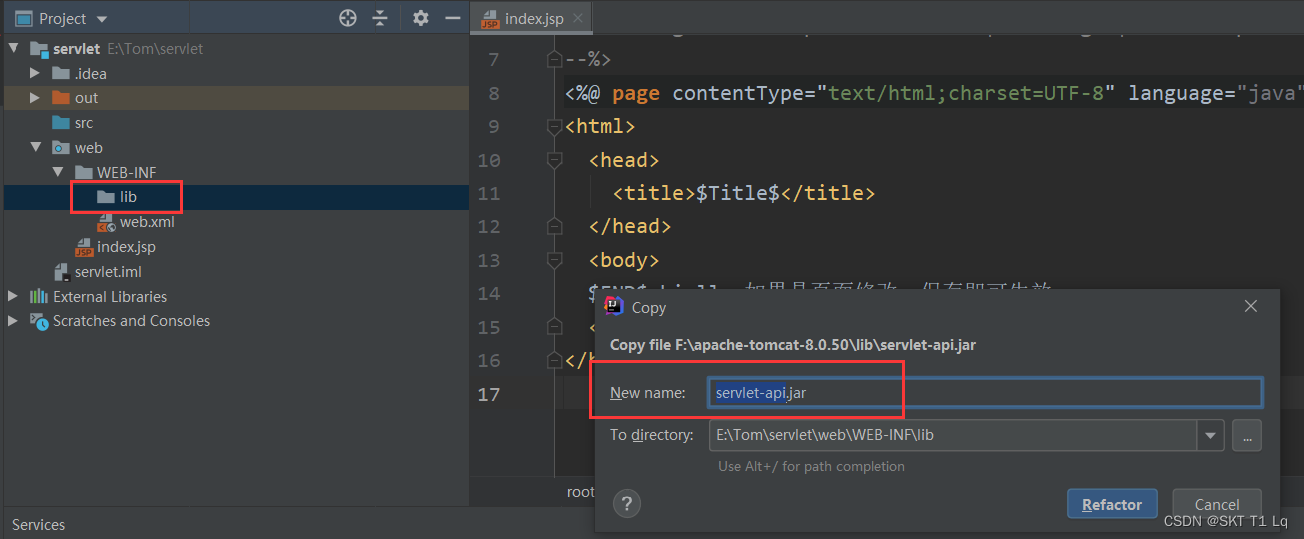 Project
servlet E:\Tom\servlet
.idea
out
src
web
WEB-INF
lib
web.xml
index.jsp
servlet.iml
External Libraries
Scratches and Consoles
Services
index.jsp
7 --%>
8 <%@ page contentType="text/html;charset=UTF-8" language="java"
9 <html>
10 <head>
11 <title>$Title$</title>
12 </head>
13 <body>
14 $END$
15 <
16 </h
17
root
Copy
Copy file F:\apache-tomcat-8.0.50\lib\servlet-api.jar
New name: servlet-api.jar
To directory: E:\Tom\servlet\web\WEB-INF\lib
...
Use Alt+/ for path completion
? Refactor Cancel
CSDN @SKT T1 Lq